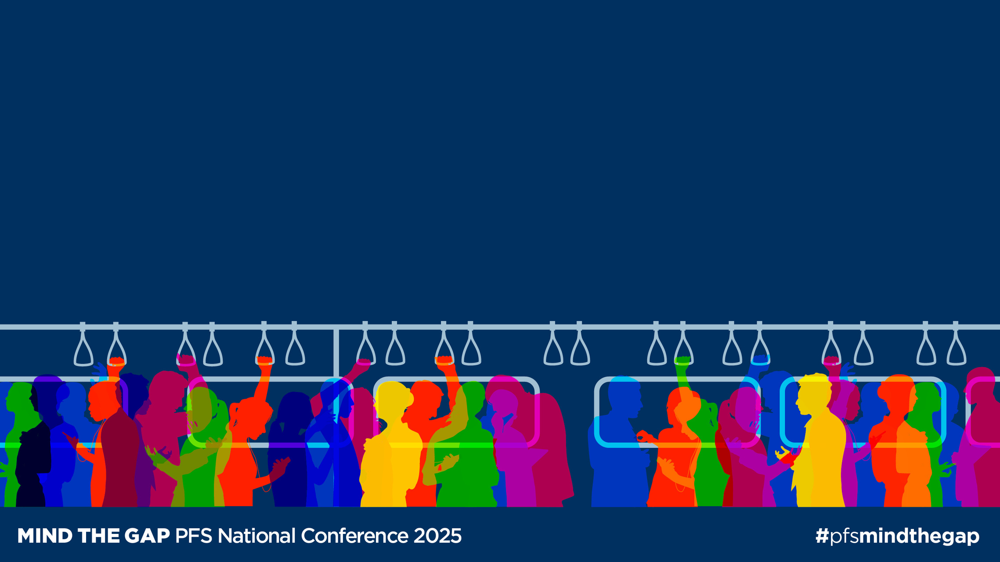 MIND THE GAP PFS National Conference 2025
#pfsmindthegap